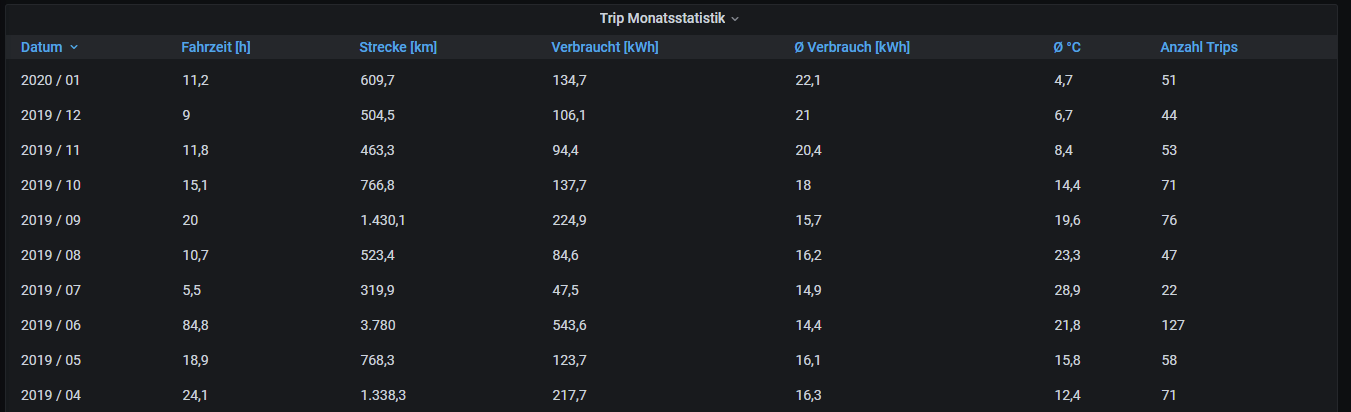 Trip Monatsstatistik
Datum Fahrzeit [h] Strecke [km] Verbraucht [kWh] Ø Verbrauch [kWh] Ø °C Anzahl Trips
2020 / 01 11,2 609,7 134,7 22,1 4,7 51
2019 / 12 9 504,5 106,1 21 6,7 44
2019 / 11 11,8 463,3 94,4 20,4 8,4 53
2019 / 10 15,1 766,8 137,7 18 14,4 71
2019 / 09 20 1.430,1 224,9 15,7 19,6 76
2019 / 08 10,7 523,4 84,6 16,2 23,3 47
2019 / 07 5,5 319,9 47,5 14,9 28,9 22
2019 / 06 84,8 3.780 543,6 14,4 21,8 127
2019 / 05 18,9 768,3 123,7 16,1 15,8 58
2019 / 04 24,1 1.338,3 217,7 16,3 12,4 71